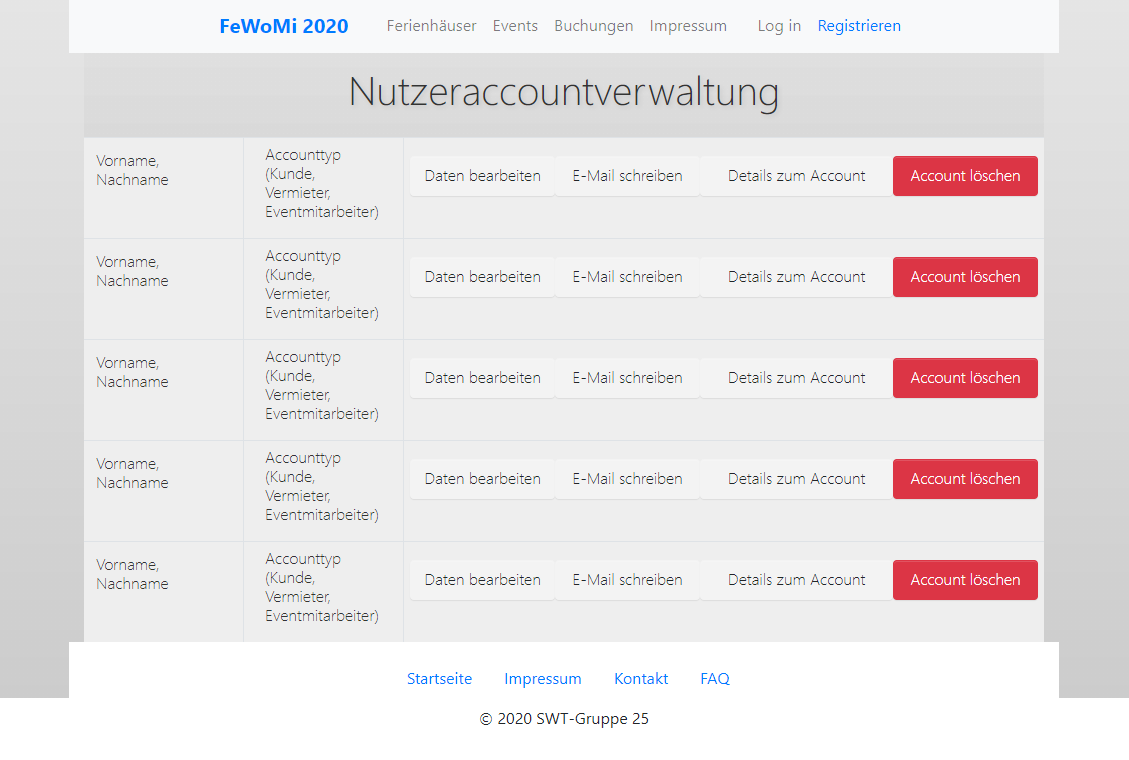 FeWoMi 2020 Ferienhäuser Events Buchungen Impressum Log in Registrieren
Nutzeraccountverwaltung
Vorname,
Nachname
Accounttyp
(Kunde,
Vermieter,
Eventmitarbeiter)
Daten bearbeiten E-Mail schreiben Details zum Account Account löschen
Vorname,
Nachname
Accounttyp
(Kunde,
Vermieter,
Eventmitarbeiter)
Daten bearbeiten E-Mail schreiben Details zum Account Account löschen
Vorname,
Nachname
Accounttyp
(Kunde,
Vermieter,
Eventmitarbeiter)
Daten bearbeiten E-Mail schreiben Details zum Account Account löschen
Vorname,
Nachname
Accounttyp
(Kunde,
Vermieter,
Eventmitarbeiter)
Daten bearbeiten E-Mail schreiben Details zum Account Account löschen
Vorname,
Nachname
Accounttyp
(Kunde,
Vermieter,
Eventmitarbeiter)
Daten bearbeiten E-Mail schreiben Details zum Account Account löschen
Startseite Impressum Kontakt FAQ
© 2020 SWT-Gruppe 25